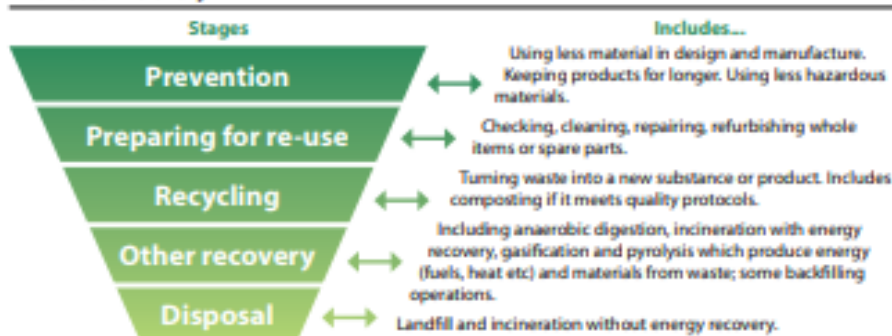 Stages
Includes...
Prevention
Using less material in design and manufacture.
Keeping products for longer. Using less hazardous
materials.
Preparing for re-use
Checking, cleaning, repairing, refurbishing whole
items or spare parts.
Recycling
Turning waste into a new substance or product. Includes
composting if it meets quality protocols.
Other recovery
Including anaerobic digestion, incineration with energy
recovery, gasification and pyrolysis which produce energy
(fuels, heat etc) and materials from waste; some backfilling
operations.
Disposal
Landfill and incineration without energy recovery.